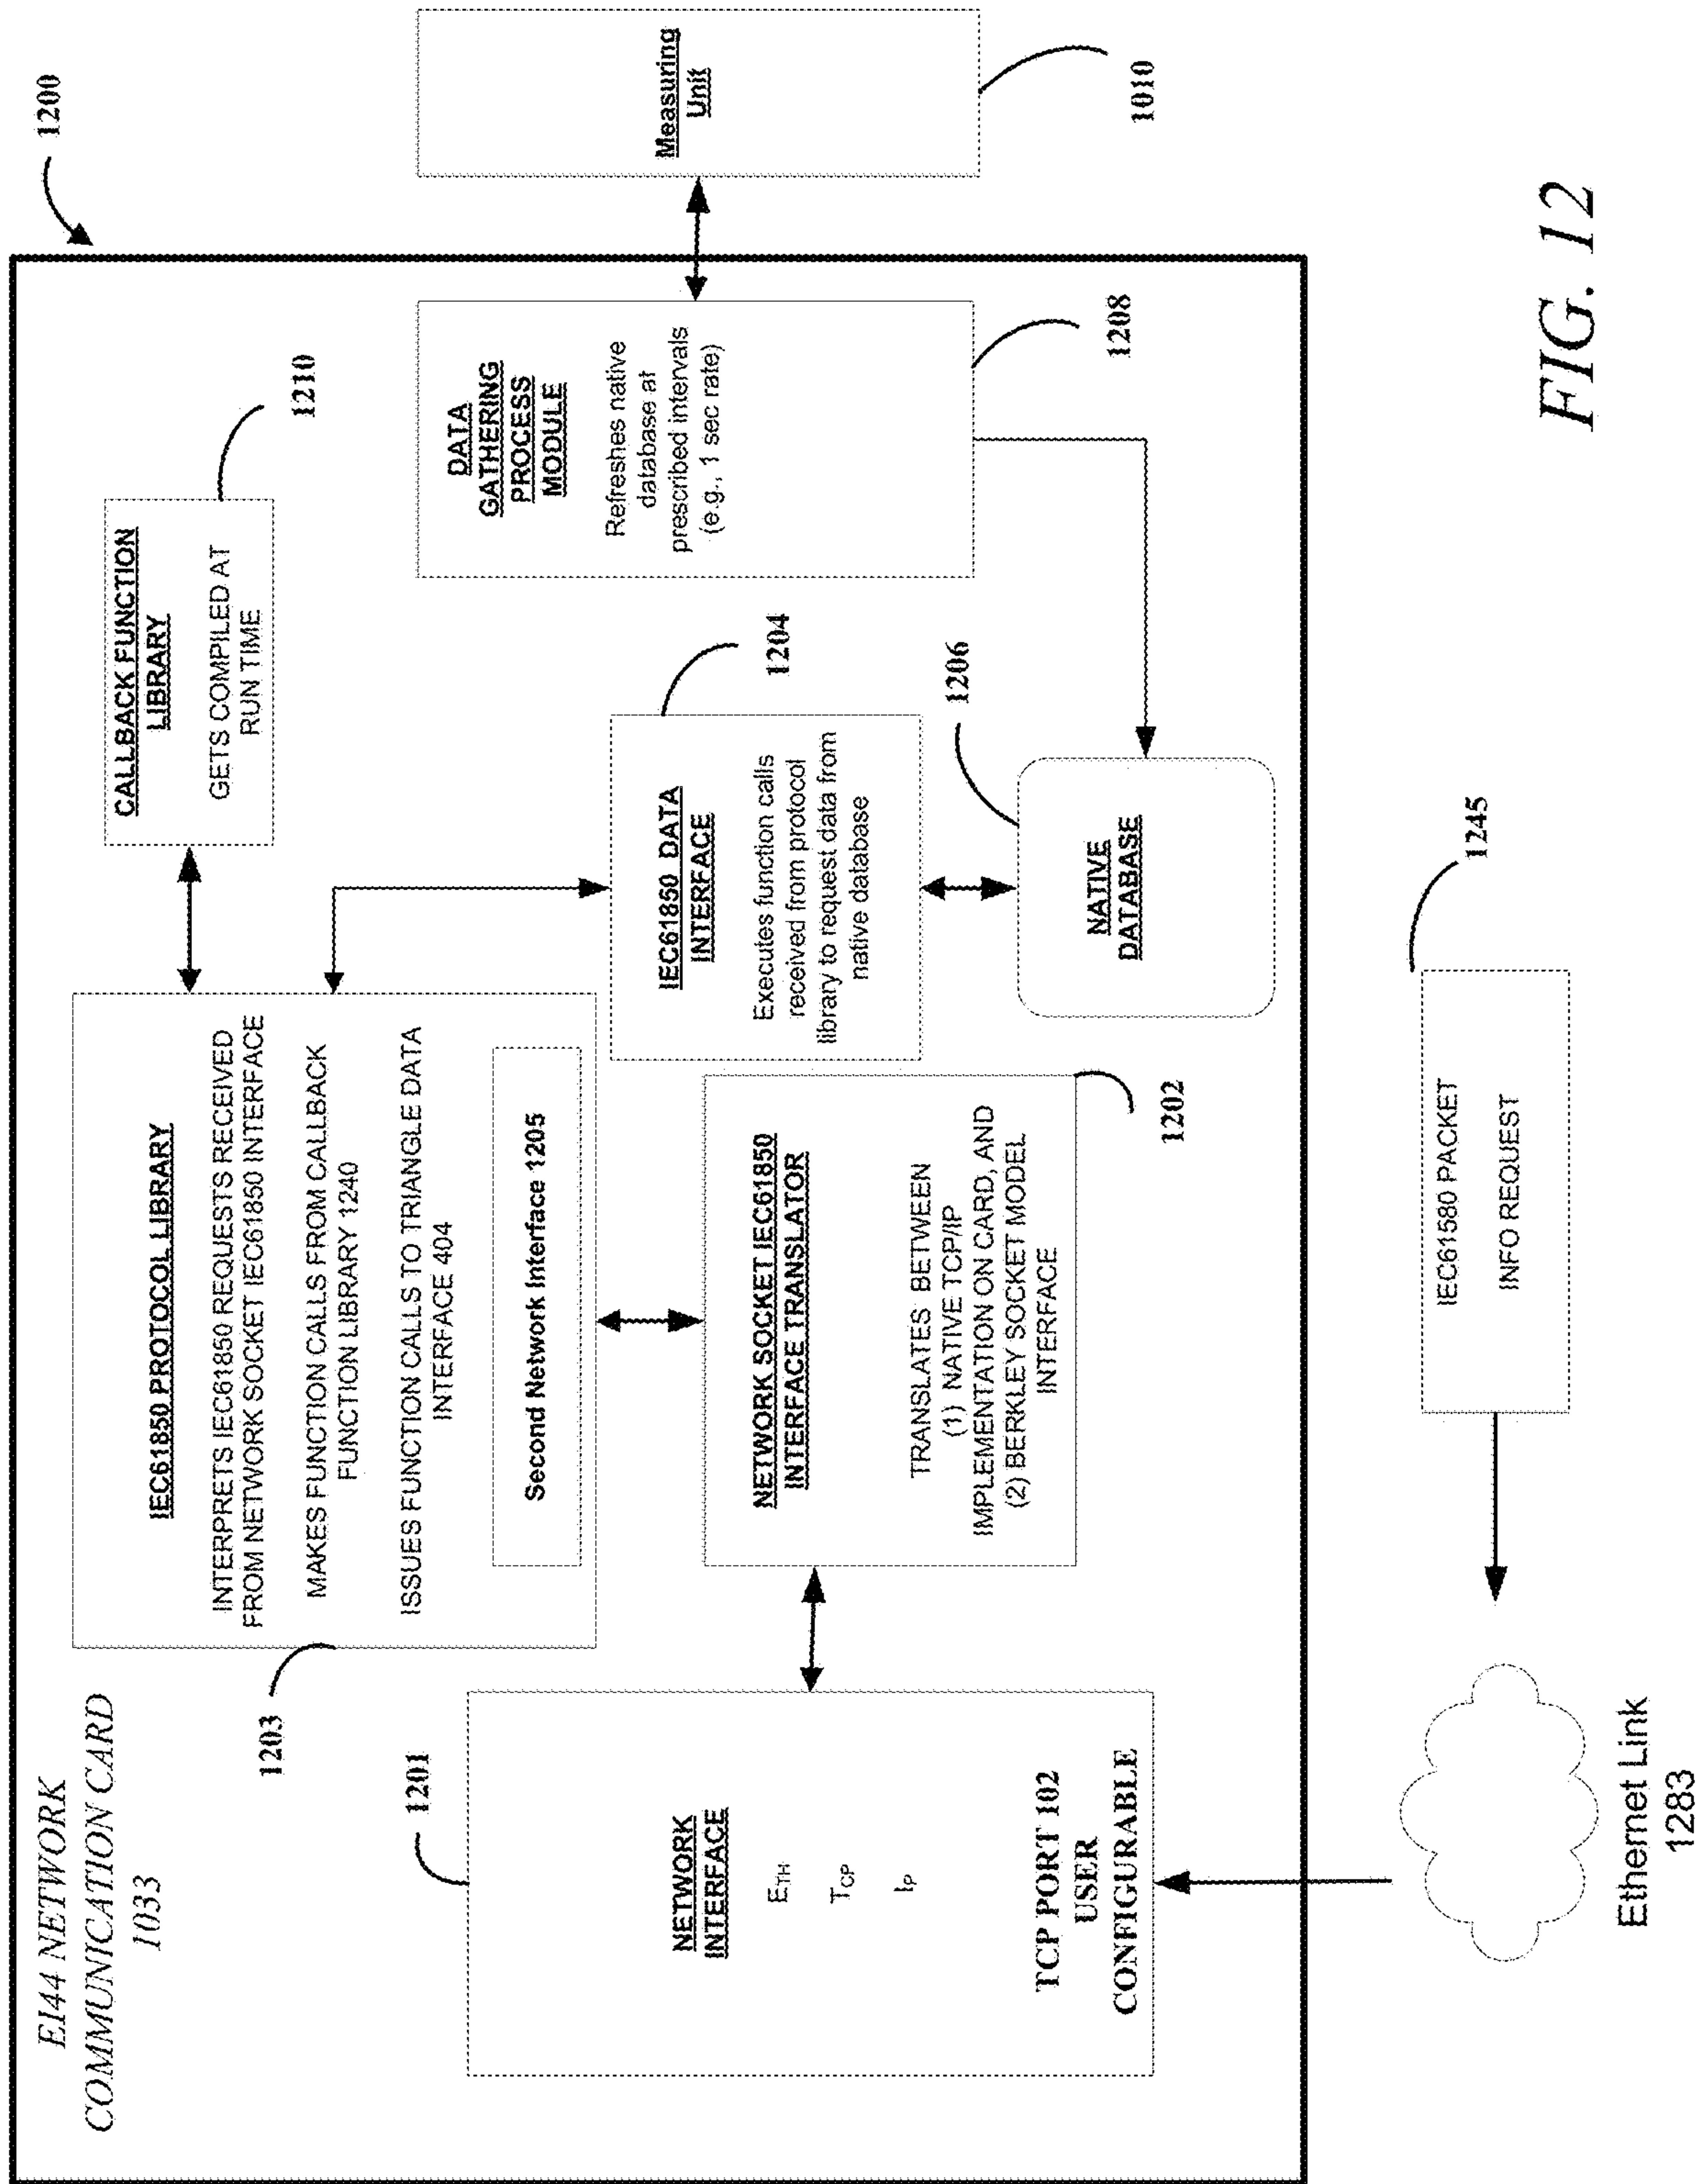 EI44 NETWORK
COMMUNICATION CARD
1033
1200
IEC61850 PROTOCOL LIBRARY
INTERPRETS IEC61850 REQUESTS RECEIVED
FROM NETWORK SOCKET IEC61850 INTERFACE
MAKES FUNCTION CALLS FROM CALLBACK
FUNCTION LIBRARY 1240
ISSUES FUNCTION CALLS TO TRIANGLE DATA
INTERFACE 404
Second Network Interface 1205
1203
CALLBACK FUNCTION
LIBRARY
GETS COMPILED AT
RUN TIME
1210
1201
NETWORK
INTERFACE
ETH
TCP
IP
TCP PORT 102
USER
CONFIGURABLE
NETWORK SOCKET IEC61850
INTERFACE TRANSLATOR
TRANSLATES BETWEEN
(1) NATIVE TCP/IP
IMPLEMENTATION ON CARD, AND
(2) BERKLEY SOCKET MODEL
INTERFACE
1202
IEC61850 DATA
INTERFACE
Executes function calls
received from protocol
library to request data from
native database
1204
1206
NATIVE
DATABASE
DATA
GATHERING
PROCESS
MODULE
Refreshes native
database at
prescribed intervals
(e.g., 1 sec rate)
1208
Measuring
Unit
1010
IEC61580 PACKET
INFO REQUEST
1245
Ethernet Link
1283
FIG. 12